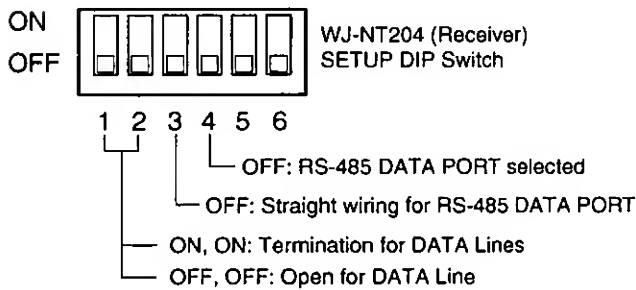 ON
OFF
WJ-NT204 (Receiver)
SETUP DIP Switch
1 2 3 4 5 6
OFF: RS-485 DATA PORT selected
OFF: Straight wiring for RS-485 DATA PORT
ON, ON: Termination for DATA Lines
OFF, OFF: Open for DATA Line